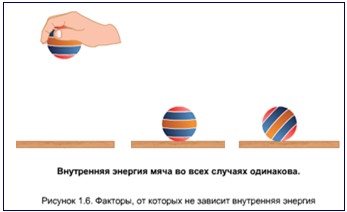 Внутренняя энергия мяча во всех случаях одинакова.
Рисунок 1.6. Факторы, от которых не зависит внутренняя энергия